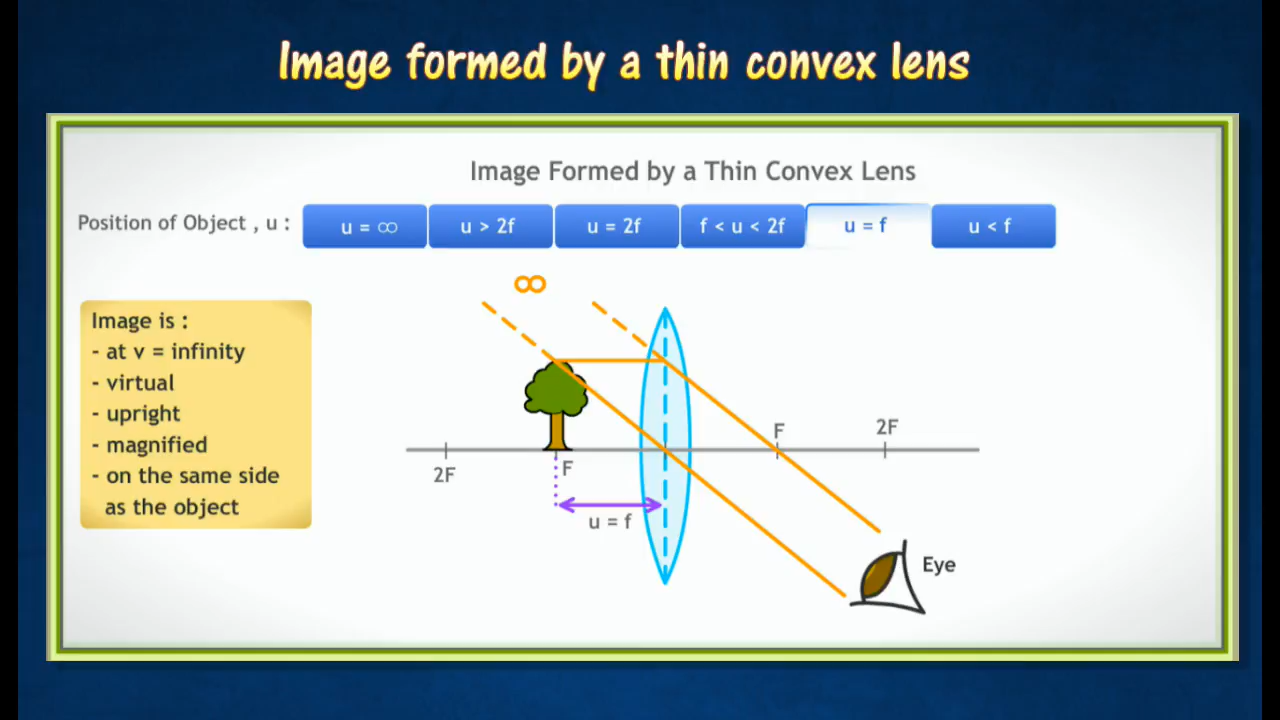 Image formed by a thin convex lens
Image Formed by a Thin Convex Lens
Position of Object , u :
u = ∞
u > 2f
u = 2f
f < u < 2f
u = f
u < f
∞
Image is :
- at v = infinity
- virtual
- upright
- magnified
- on the same side
as the object
2F
F
F
2F
u = f
Eye